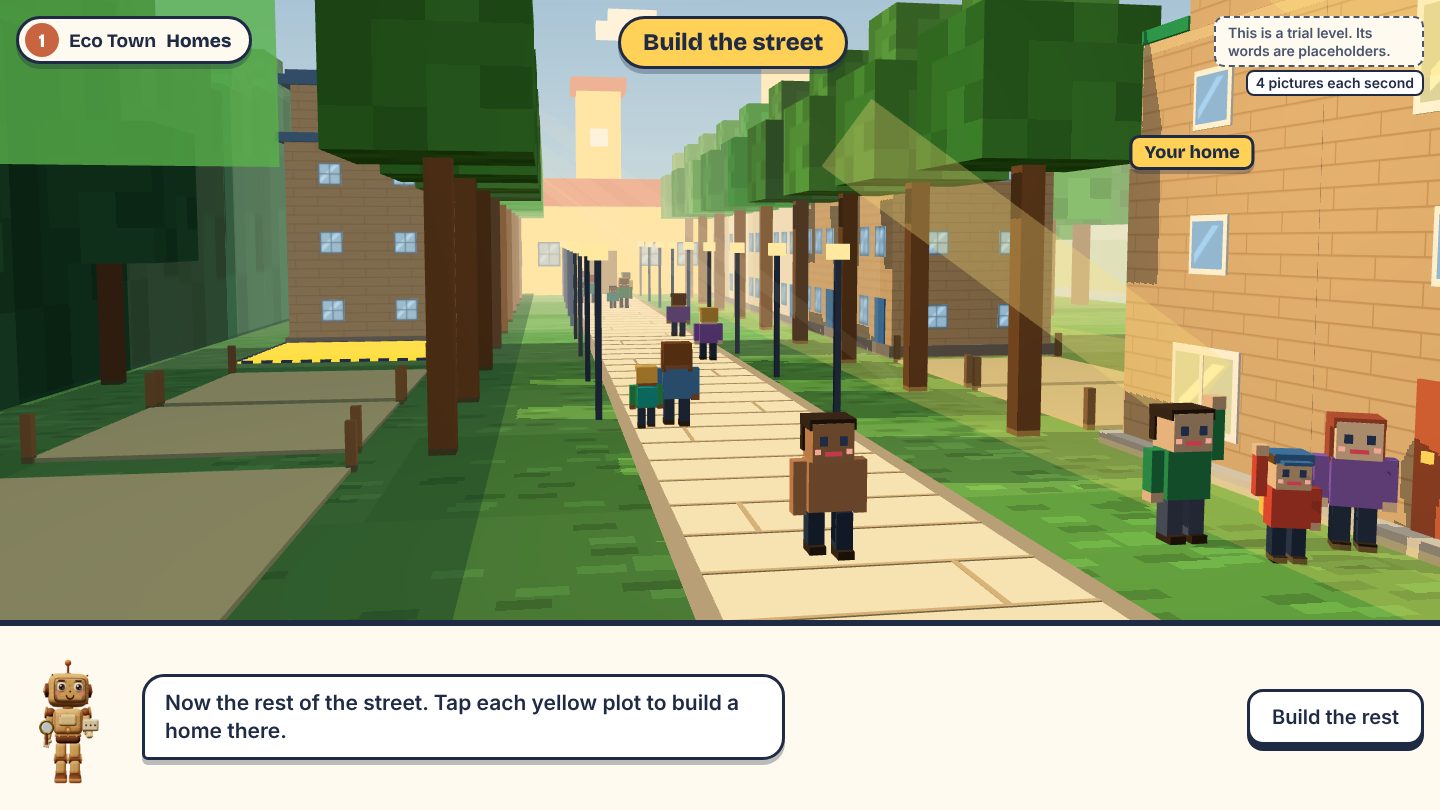 1 Eco Town Homes
Build the street
This is a trial level. Its
words are placeholders.
4 pictures each second
Your home
Now the rest of the street. Tap each yellow plot to build a
home there.
Build the rest